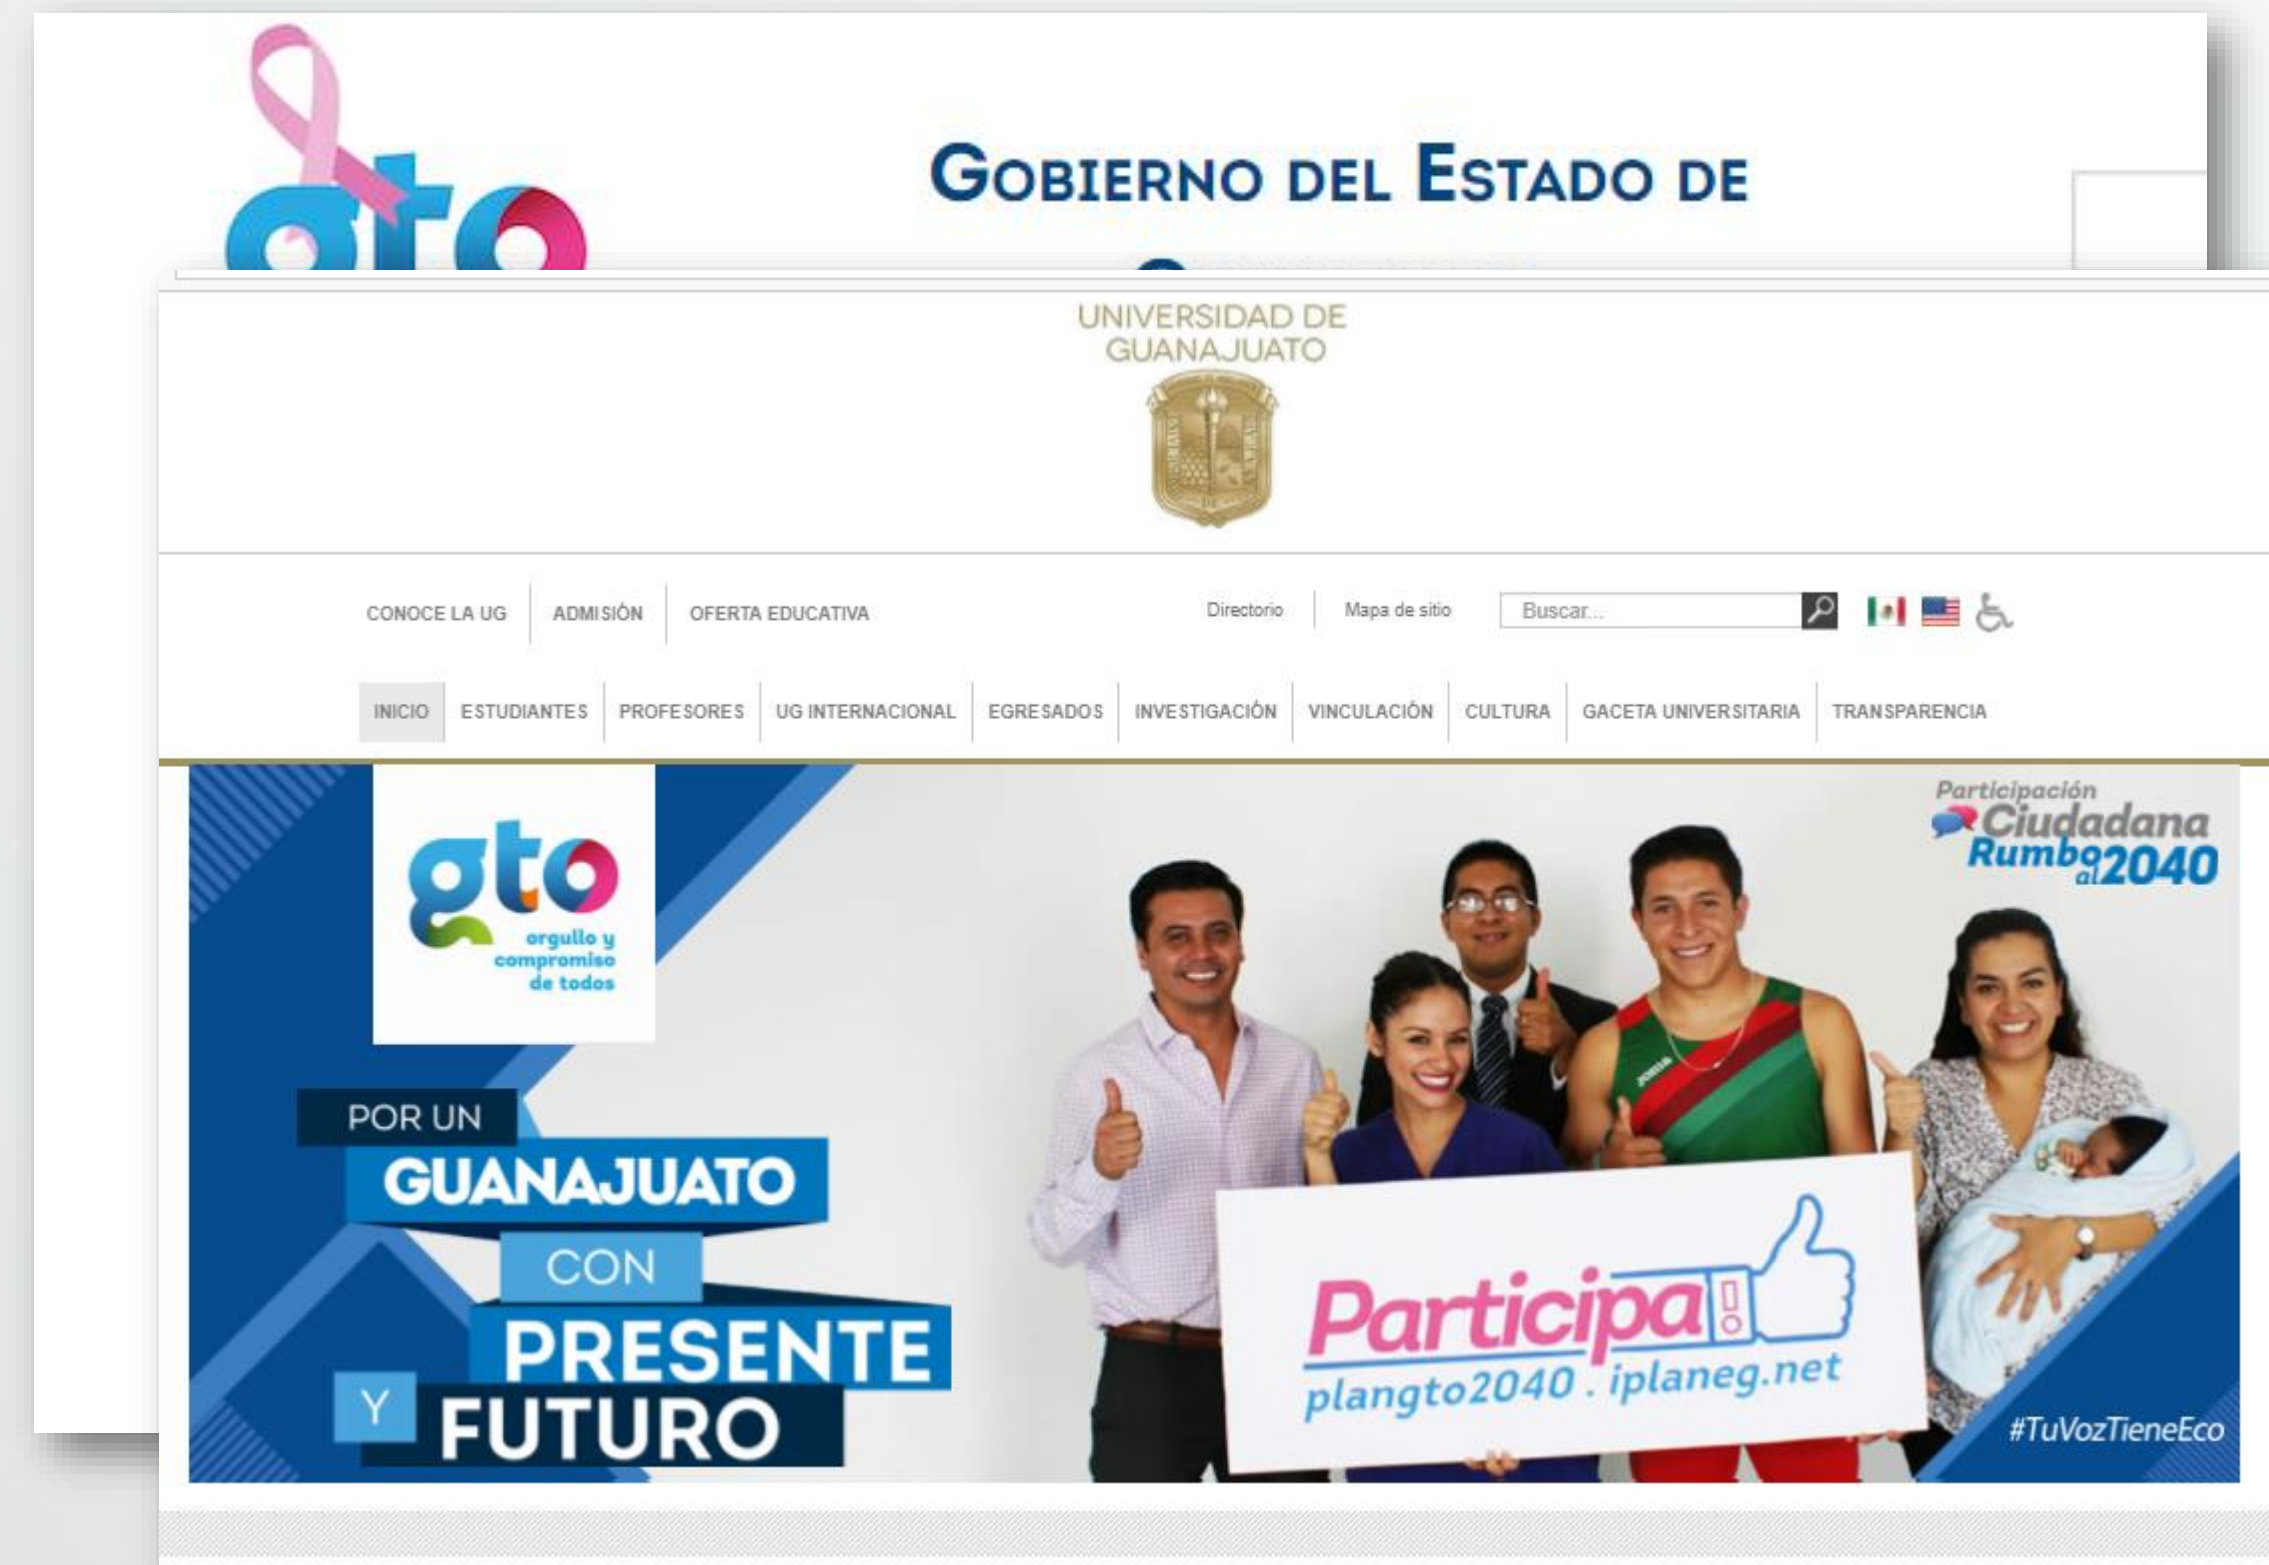 gto
GOBIERNO DEL ESTADO DE
UNIVERSIDAD DE
GUANAJUATO
CONOCE LA UG
ADMISIÓN
OFERTA EDUCATIVA
Directorio
Mapa de sitio
Buscar...
INICIO
ESTUDIANTES
PROFESORES
UG INTERNACIONAL
EGRESADOS
INVESTIGACIÓN
VINCULACIÓN
CULTURA
GACETA UNIVERSITARIA
TRANSPARENCIA
gto
orgullo y
compromiso
de todos
Participación
Ciudadana
Rumbo
al 2040
POR UN
GUANAJUATO
CON
PRESENTE
Y FUTURO
Joma
Participa!
plangto2040 . iplaneg.net
#TuVozTieneEco